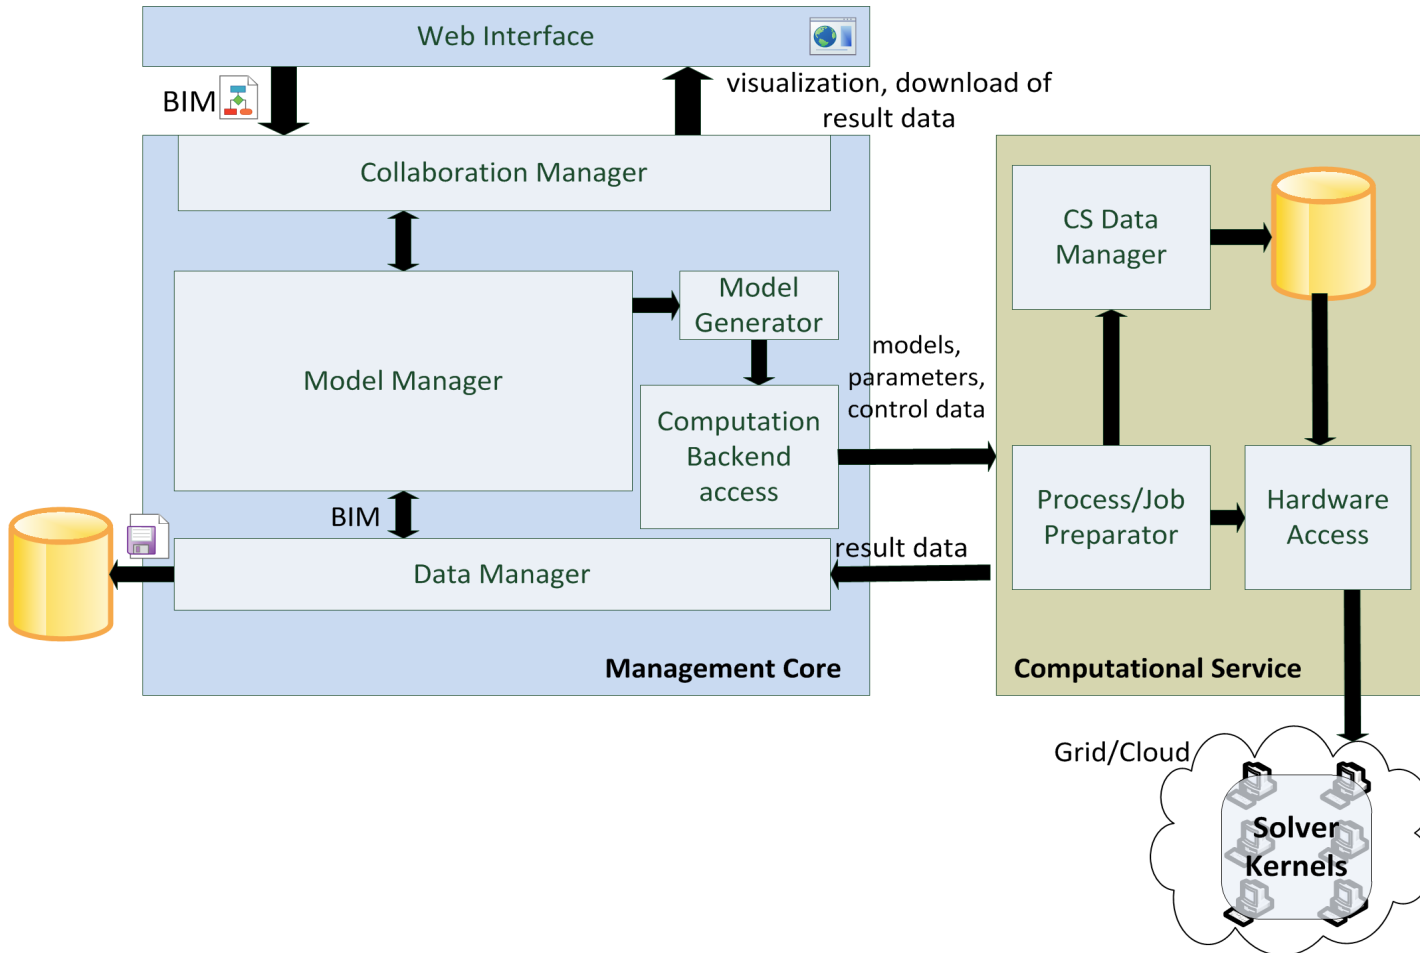 Web Interface
BIM
visualization, download of
result data
Collaboration Manager
CS Data
Manager
Model
Generator
Model Manager
models,
parameters,
control data
Computation
Backend
access
Process/Job
Preparator
Hardware
Access
BIM
result data
Data Manager
Management Core
Computational Service
Grid/Cloud
Solver
Kernels